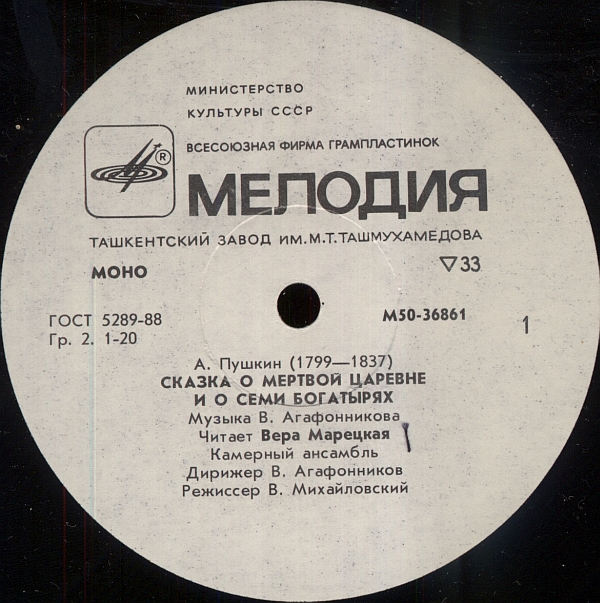 МИНИСТЕРСТВО
КУЛЬТУРЫ СССР
ВСЕСОЮЗНАЯ ФИРМА ГРАМПЛАСТИНОК
®
МЕЛОДИЯ
ТАШКЕНТСКИЙ ЗАВОД ИМ.М.Т.ТАШМУХАМЕДОВА
МОНО ▽33
ГОСТ 5289-88 М50-36861 1
Гр. 2. 1-20
А. Пушкин (1799—1837)
СКАЗКА О МЕРТВОЙ ЦАРЕВНЕ
И О СЕМИ БОГАТЫРЯХ
Музыка В. Агафонникова
Читает Вера Марецкая
Камерный ансамбль
Дирижер В. Агафонников
Режиссер В. Михайловский